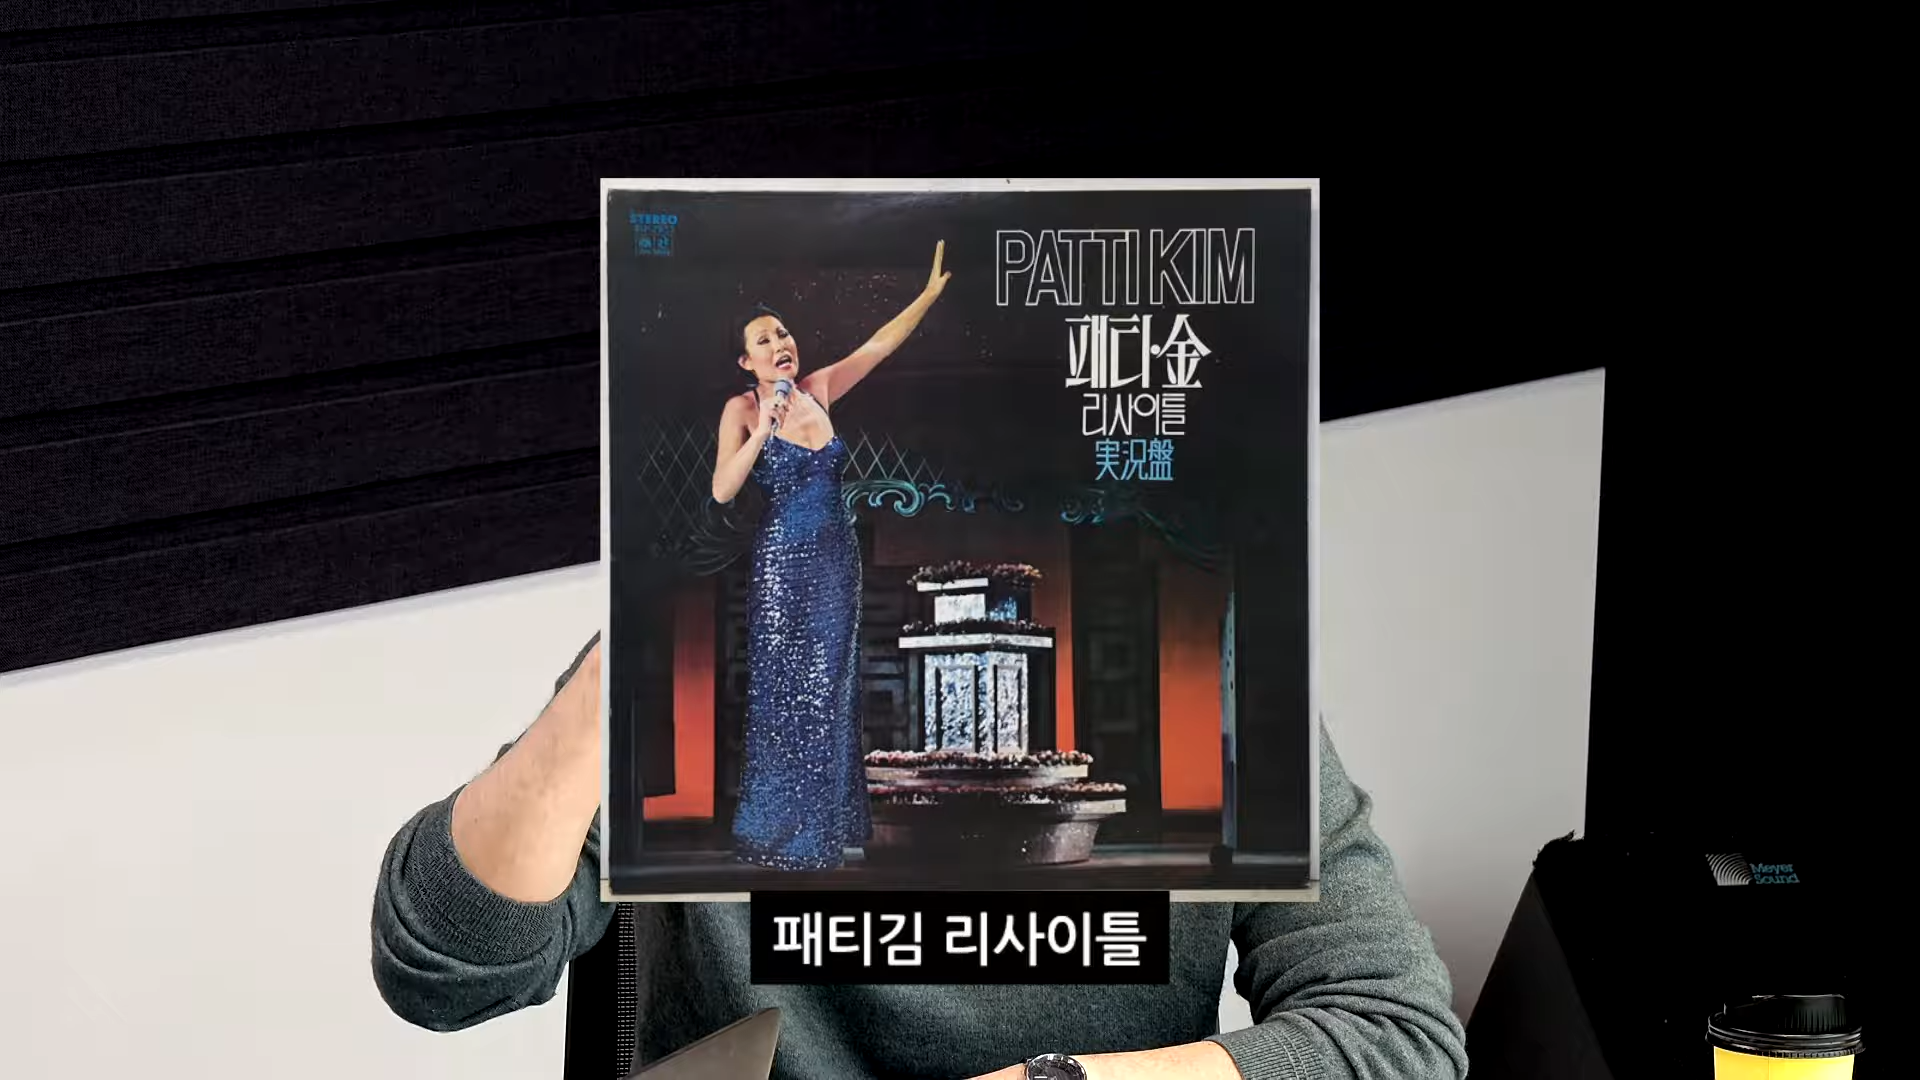 STEREO
PATTI KIM
패티·金
리사이틀
実況盤
패티김 리사이틀
Meyer
Sound